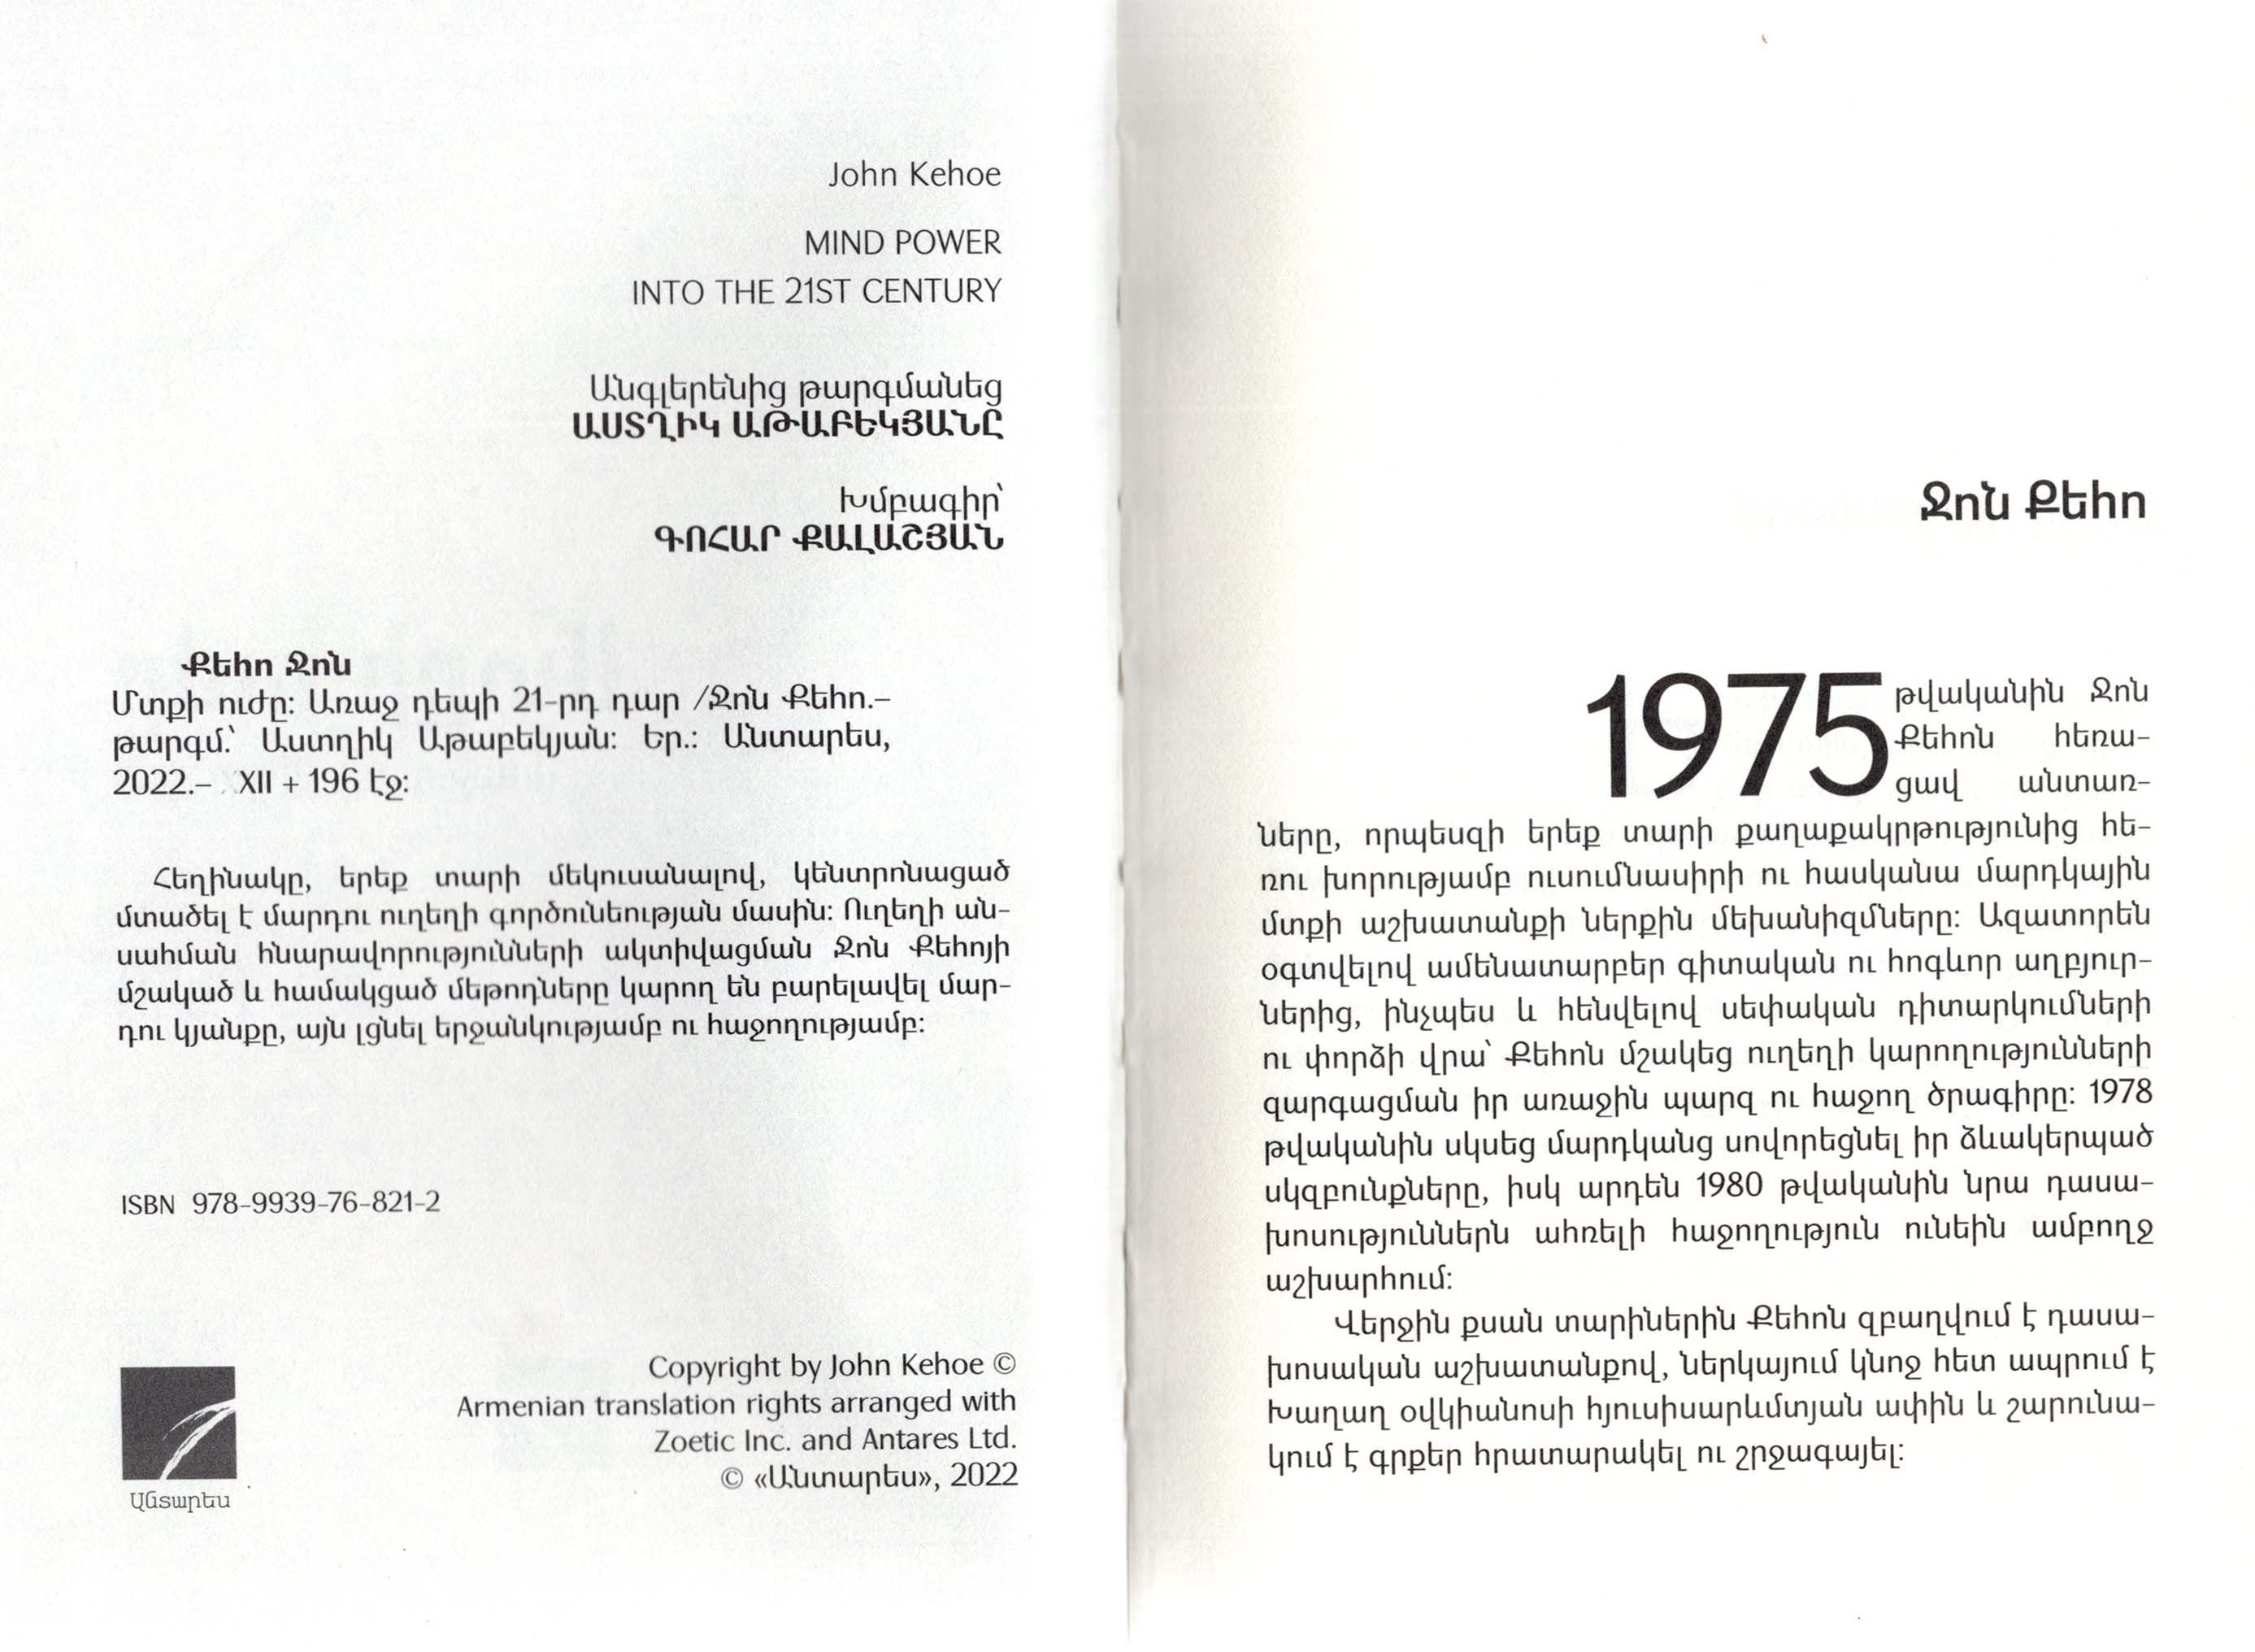 John Kehoe
MIND POWER
INTO THE 21ST CENTURY
Անգլերենից թարգմանեց
ԱՍՏՂԻԿ ԱԹԱԲԵԿՅԱՆԸ
Խմբագիր՝
ԳՈՀԱՐ ՔԱԼԱՇՅԱՆ
Քեհո Ջոն
Մտքի ուժը: Առաջ դեպի 21-րդ դար /Ջոն Քեհո.–
թարգմ.՝ Աստղիկ Աթաբեկյան: Եր.: Անտարես,
2022.– XII + 196 էջ:
Հեղինակը, երեք տարի մեկուսանալով, կենտրոնացած
մտածել է մարդու ուղեղի գործունեության մասին: Ուղեղի ան-
սահման հնարավորությունների ակտիվացման Ջոն Քեհոյի
մշակած և համակցած մեթոդները կարող են բարելավել մար-
դու կյանքը, այն լցնել երջանկությամբ ու հաջողությամբ:
ISBN 978-9939-76-821-2
Copyright by John Kehoe ©
Armenian translation rights arranged with
Zoetic Inc. and Antares Ltd.
© «Անտարես», 2022
Անտարես
Ջոն Քեհո
1975 թվականին Ջոն
Քեհոն հեռա-
ցավ անտառ-
ները, որպեսզի երեք տարի քաղաքակրթությունից հե-
ռու խորությամբ ուսումնասիրի ու հասկանա մարդկային
մտքի աշխատանքի ներքին մեխանիզմները: Ազատորեն
օգտվելով ամենատարբեր գիտական ու հոգևոր աղբյուր-
ներից, ինչպես և հենվելով սեփական դիտարկումների
ու փորձի վրա՝ Քեհոն մշակեց ուղեղի կարողությունների
զարգացման իր առաջին պարզ ու հաջող ծրագիրը: 1978
թվականին սկսեց մարդկանց սովորեցնել իր ձևակերպած
սկզբունքները, իսկ արդեն 1980 թվականին նրա դասա-
խոսություններն ահռելի հաջողություն ունեին ամբողջ
աշխարհում:
Վերջին քսան տարիներին Քեհոն զբաղվում է դասա-
խոսական աշխատանքով, ներկայում կնոջ հետ ապրում է
Խաղաղ օվկիանոսի հյուսիսարևմտյան ափին և շարունա-
կում է գրքեր հրատարակել ու շրջագայել: